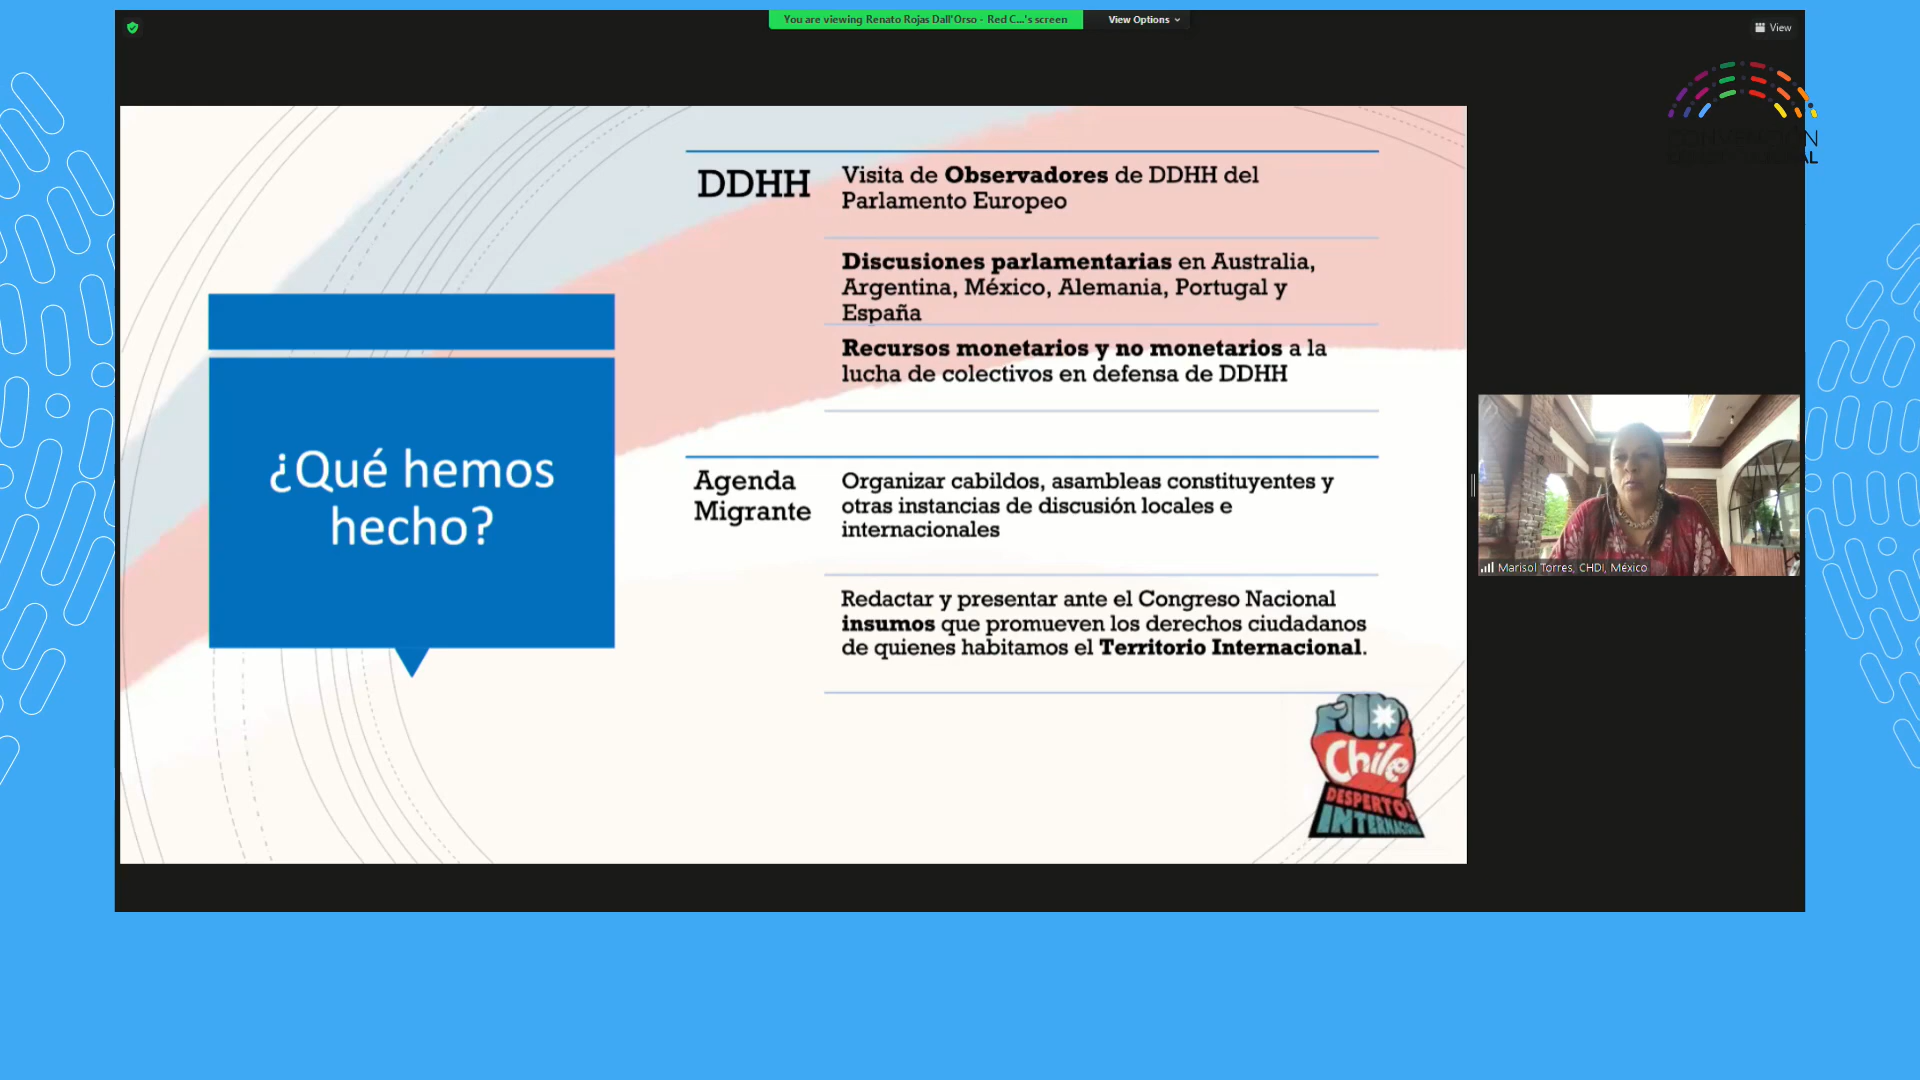 You are viewing Renato Rojas Dall'Orso - Red C...'s screen
View Options
View
¿Qué hemos
hecho?
DDHH
Visita de Observadores de DDHH del
Parlamento Europeo
Discusiones parlamentarias en Australia,
Argentina, México, Alemania, Portugal y
España
Recursos monetarios y no monetarios a la
lucha de colectivos en defensa de DDHH
Agenda
Migrante
Organizar cabildos, asambleas constituyentes y
otras instancias de discusión locales e
internacionales
Redactar y presentar ante el Congreso Nacional
insumos que promueven los derechos ciudadanos
de quienes habitamos el Territorio Internacional.
Chile
DESPERTÓ!
Marisol Torres, CHDI, México